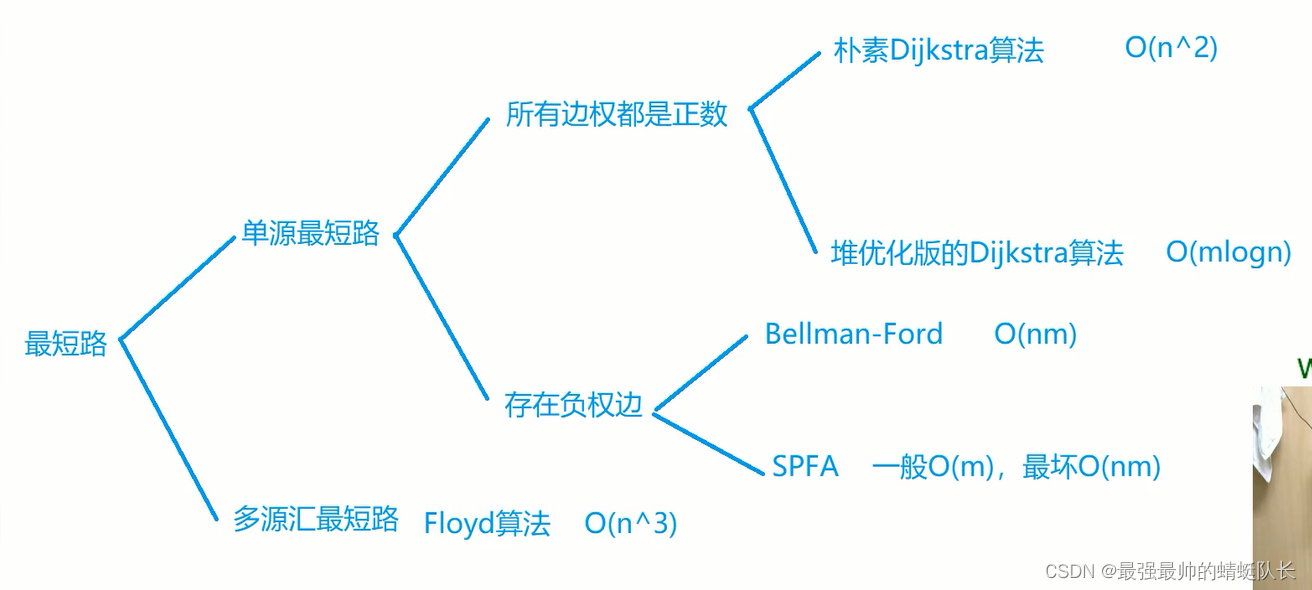 朴素Dijkstra算法 O(n^2)
所有边权都是正数
单源最短路
堆优化版的Dijkstra算法 O(mlogn)
Bellman-Ford O(nm)
最短路
存在负权边
SPFA 一般O(m)，最坏O(nm)
多源汇最短路 Floyd算法 O(n^3)
CSDN @最强最帅的蜻蜓队长